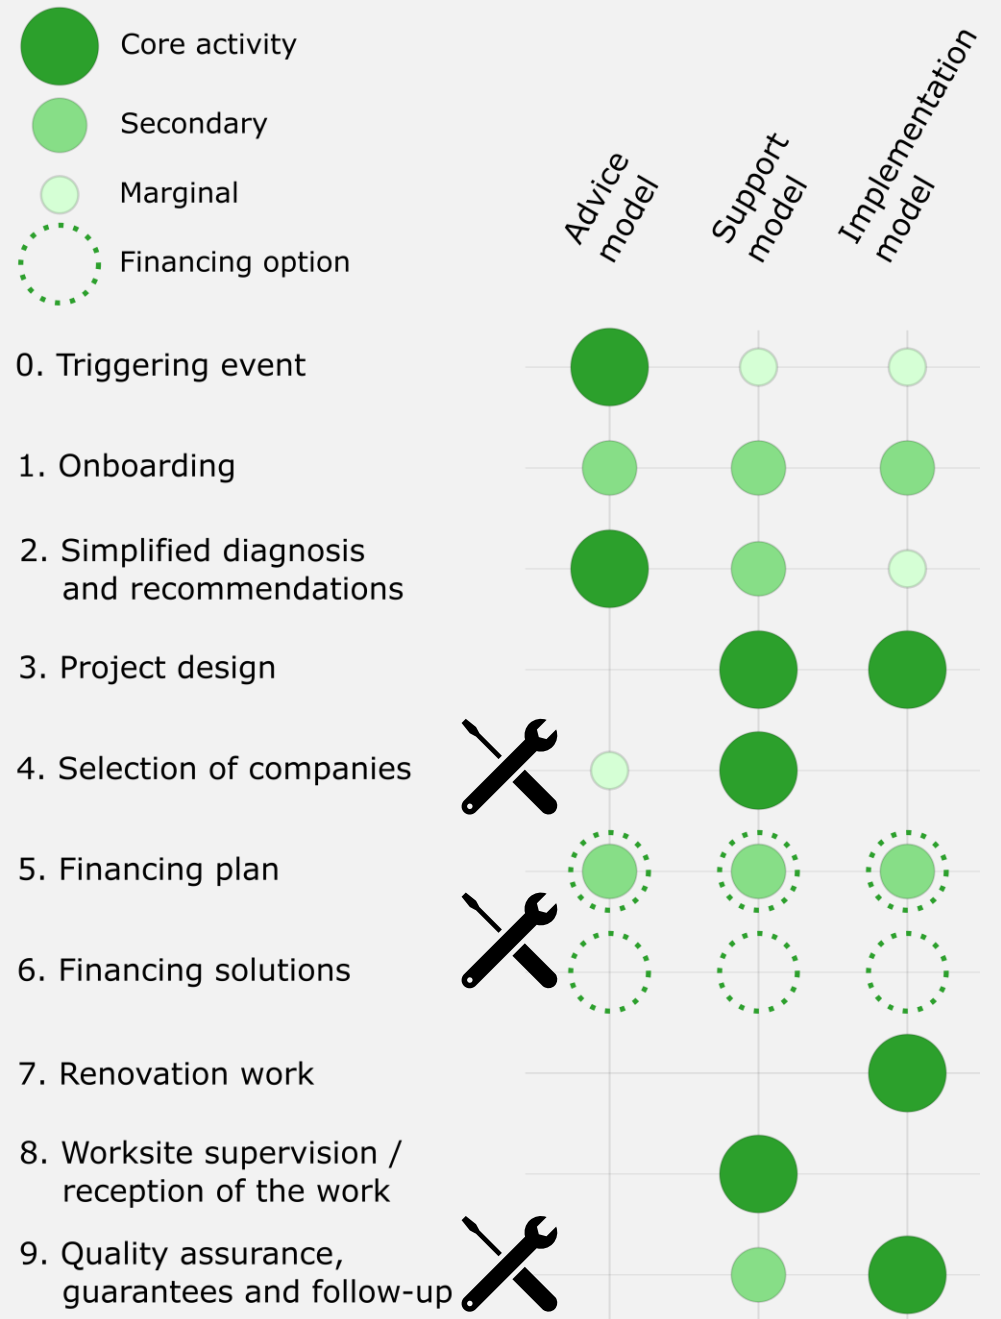 Core activity
Secondary
Marginal
Financing option
Advice
model
Support
model
Implementation
model
0. Triggering event
1. Onboarding
2. Simplified diagnosis
and recommendations
3. Project design
4. Selection of companies
5. Financing plan
6. Financing solutions
7. Renovation work
8. Worksite supervision /
reception of the work
9. Quality assurance,
guarantees and follow-up